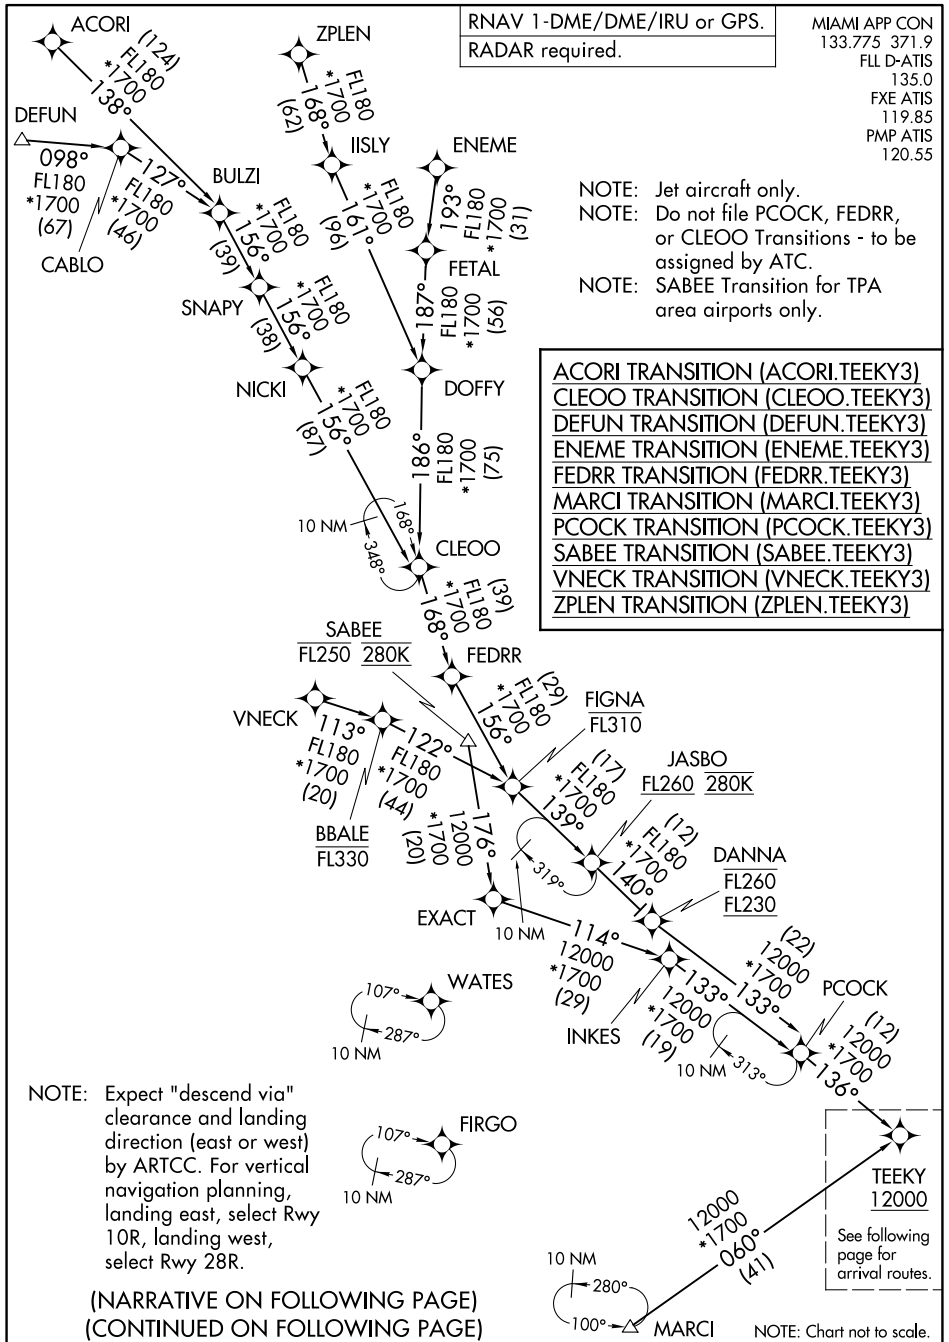 RNAV 1-DME/DME/IRU or GPS.
RADAR required.
MIAMI APP CON
133.775 371.9
FLL D-ATIS
135.0
FXE ATIS
119.85
PMP ATIS
120.55
NOTE: Jet aircraft only.
NOTE: Do not file PCOCK, FEDRR,
or CLEOO Transitions - to be
assigned by ATC.
NOTE: SABEE Transition for TPA
area airports only.
ACORI TRANSITION (ACORI.TEEKY3)
CLEOO TRANSITION (CLEOO.TEEKY3)
DEFUN TRANSITION (DEFUN.TEEKY3)
ENEME TRANSITION (ENEME.TEEKY3)
FEDRR TRANSITION (FEDRR.TEEKY3)
MARCI TRANSITION (MARCI.TEEKY3)
PCOCK TRANSITION (PCOCK.TEEKY3)
SABEE TRANSITION (SABEE.TEEKY3)
VNECK TRANSITION (VNECK.TEEKY3)
ZPLEN TRANSITION (ZPLEN.TEEKY3)
ACORI
(124)
FL180
*1700
138°
DEFUN
098°
FL180
*1700
(67)
CABLO
127°
FL180
*1700
(46)
BULZI
FL180
*1700
156°
(39)
SNAPY
FL180
*1700
156°
(38)
NICKI
FL180
*1700
156°
(87)
ZPLEN
FL180
*1700
168°
(62)
IISLY
FL180
*1700
161°
(96)
ENEME
193°
FL180
*1700
(31)
FETAL
187°
FL180
*1700
(56)
DOFFY
186°
FL180
*1700
(75)
10 NM
168°
348°
CLEOO
(39)
FL180
*1700
168°
FEDRR
(29)
FL180
*1700
156°
SABEE
FL250 280K
VNECK
113°
FL180
*1700
(20)
BBALE
FL330
122°
FL180
*1700
(44)
FIGNA
FL310
(17)
FL180
*1700
139°
JASBO
FL260 280K
319°
10 NM
(12)
FL180
*1700
140°
DANNA
FL260
FL230
176°
12000
*1700
(20)
EXACT
114°
12000
*1700
(29)
INKES
133°
12000
*1700
(19)
(22)
12000
*1700
133°
PCOCK
313°
10 NM
(12)
12000
*1700
136°
WATES
107°
287°
10 NM
FIRGO
107°
287°
10 NM
TEEKY
12000
See following
page for
arrival routes.
12000
*1700
060°
(41)
10 NM
280°
100°
MARCI
NOTE: Expect "descend via"
clearance and landing
direction (east or west)
by ARTCC. For vertical
navigation planning,
landing east, select Rwy
10R, landing west,
select Rwy 28R.
(NARRATIVE ON FOLLOWING PAGE)
(CONTINUED ON FOLLOWING PAGE)
NOTE: Chart not to scale.